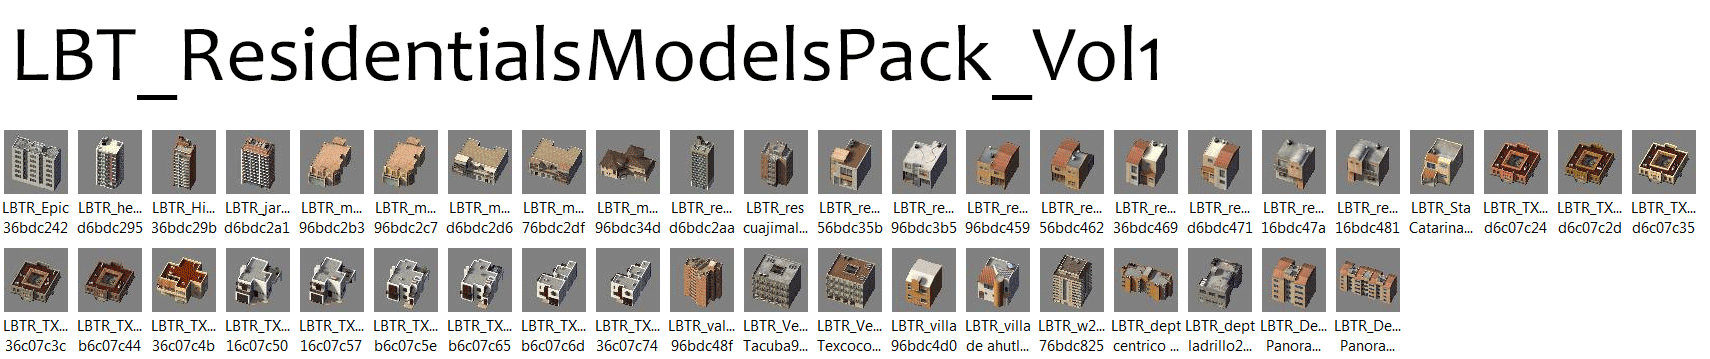 LBT_ResidentialsModelsPack_Vol1
LBTR_Epic LBTR_he... LBTR_Hi... LBTR_jar... LBTR_m... LBTR_m... LBTR_m... LBTR_m... LBTR_m... LBTR_re... LBTR_res LBTR_re... LBTR_re... LBTR_re... LBTR_re... LBTR_re... LBTR_re... LBTR_re... LBTR_re... LBTR_Sta LBTR_TX... LBTR_TX... LBTR_TX...
36bdc242 d6bdc295 36bdc29b d6bdc2a1 96bdc2b3 96bdc2c7 d6bdc2d6 76bdc2df 96bdc34d d6bdc2aa cuajimal... 56bdc35b 96bdc3b5 96bdc459 56bdc462 36bdc469 d6bdc471 16bdc47a 16bdc481 Catarina... d6c07c24 d6c07c2d d6c07c35
LBTR_TX... LBTR_TX... LBTR_TX... LBTR_TX... LBTR_TX... LBTR_TX... LBTR_TX... LBTR_TX... LBTR_TX... LBTR_val... LBTR_Ve... LBTR_Ve... LBTR_villa LBTR_villa LBTR_w2... LBTR_dept LBTR_dept LBTR_De... LBTR_De...
36c07c3c b6c07c44 36c07c4b 16c07c50 16c07c57 b6c07c5e b6c07c65 b6c07c6d 36c07c74 96bdc48f Tacuba9... Texcoco... 96bdc4d0 de ahutl... 76bdc825 centrico ... ladrillo2... Panora... Panora...